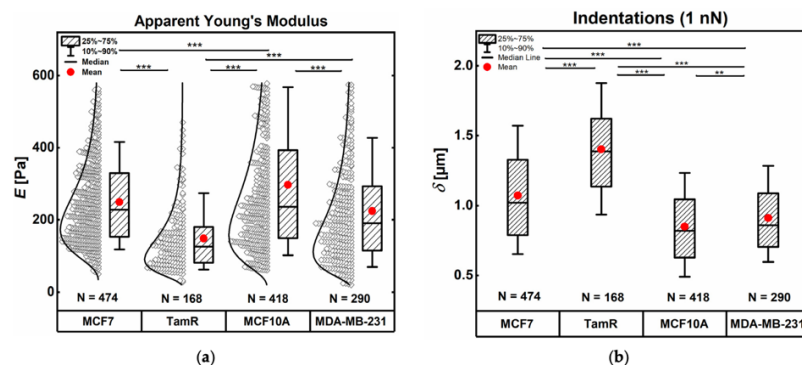 Apparent Young's Modulus
25%~75%
10%~90%
Median
Mean
***
***
***
***
***
600
400
200
0
E [Pa]
N = 474 N = 168 N = 418 N = 290
MCF7 TamR MCF10A MDA-MB-231
(a)
Indentations (1 nN)
25%~75%
10%~90%
Median Line
Mean
***
***
***
***
***
**
2.0
1.5
1.0
0.5
δ [µm]
N = 474 N = 168 N = 418 N = 290
MCF7 TamR MCF10A MDA-MB-231
(b)